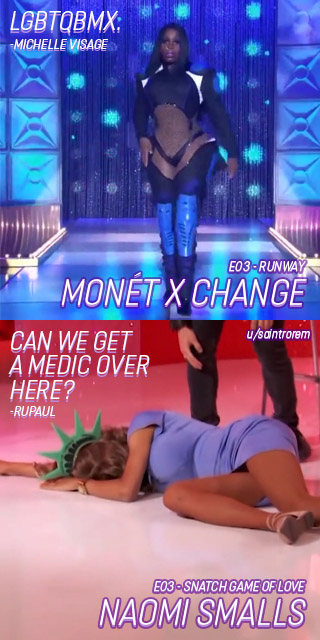 LGBTQBMX.
-MICHELLE VISAGE
E03 - RUNWAY
MONÉT X CHANGE
CAN WE GET
A MEDIC OVER
HERE?
-RUPAUL
u/saintrorem
E03 - SNATCH GAME OF LOVE
NAOMI SMALLS